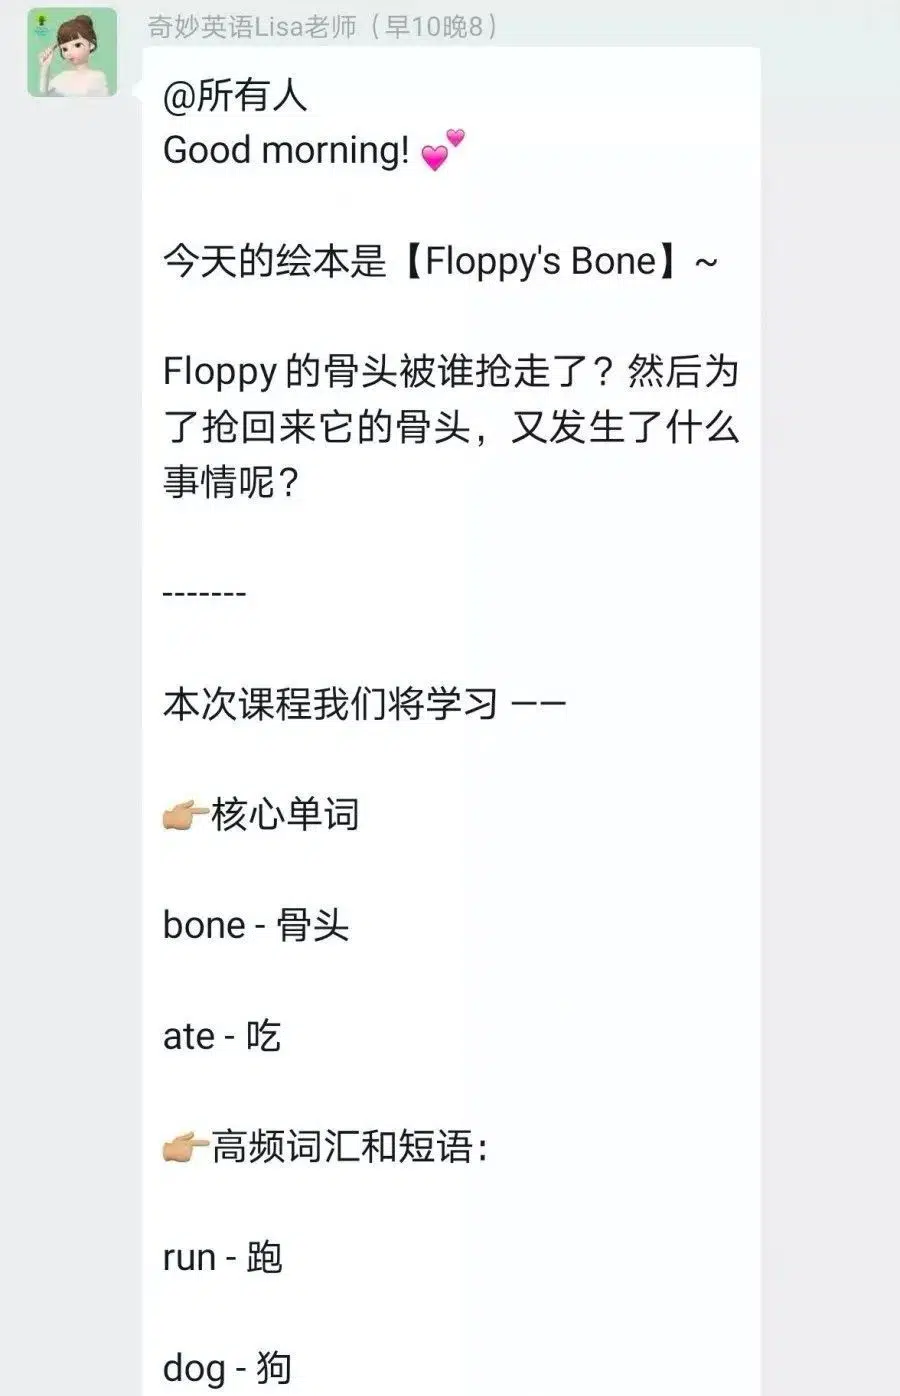 奇妙英语Lisa老师（早10晚8）
@所有人
Good morning! 💕
今天的绘本是【Floppy's Bone】~
Floppy 的骨头被谁抢走了？然后为
了抢回来它的骨头，又发生了什么
事情呢？
-------
本次课程我们将学习 ——
👉🏼核心单词
bone - 骨头
ate - 吃
👉🏼高频词汇和短语：
run - 跑
dog - 狗